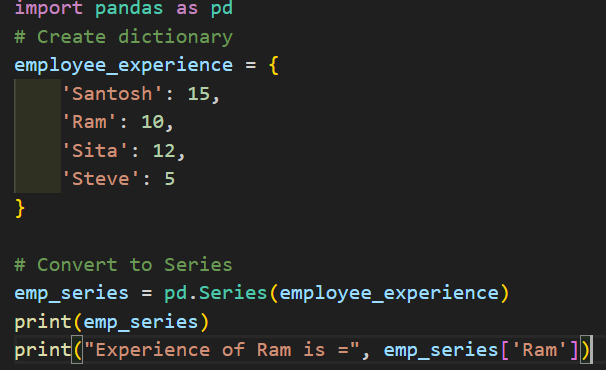 import pandas as pd
# Create dictionary
employee_experience = {
    'Santosh': 15,
    'Ram': 10,
    'Sita': 12,
    'Steve': 5
}

# Convert to Series
emp_series = pd.Series(employee_experience)
print(emp_series)
print("Experience of Ram is =", emp_series['Ram'])